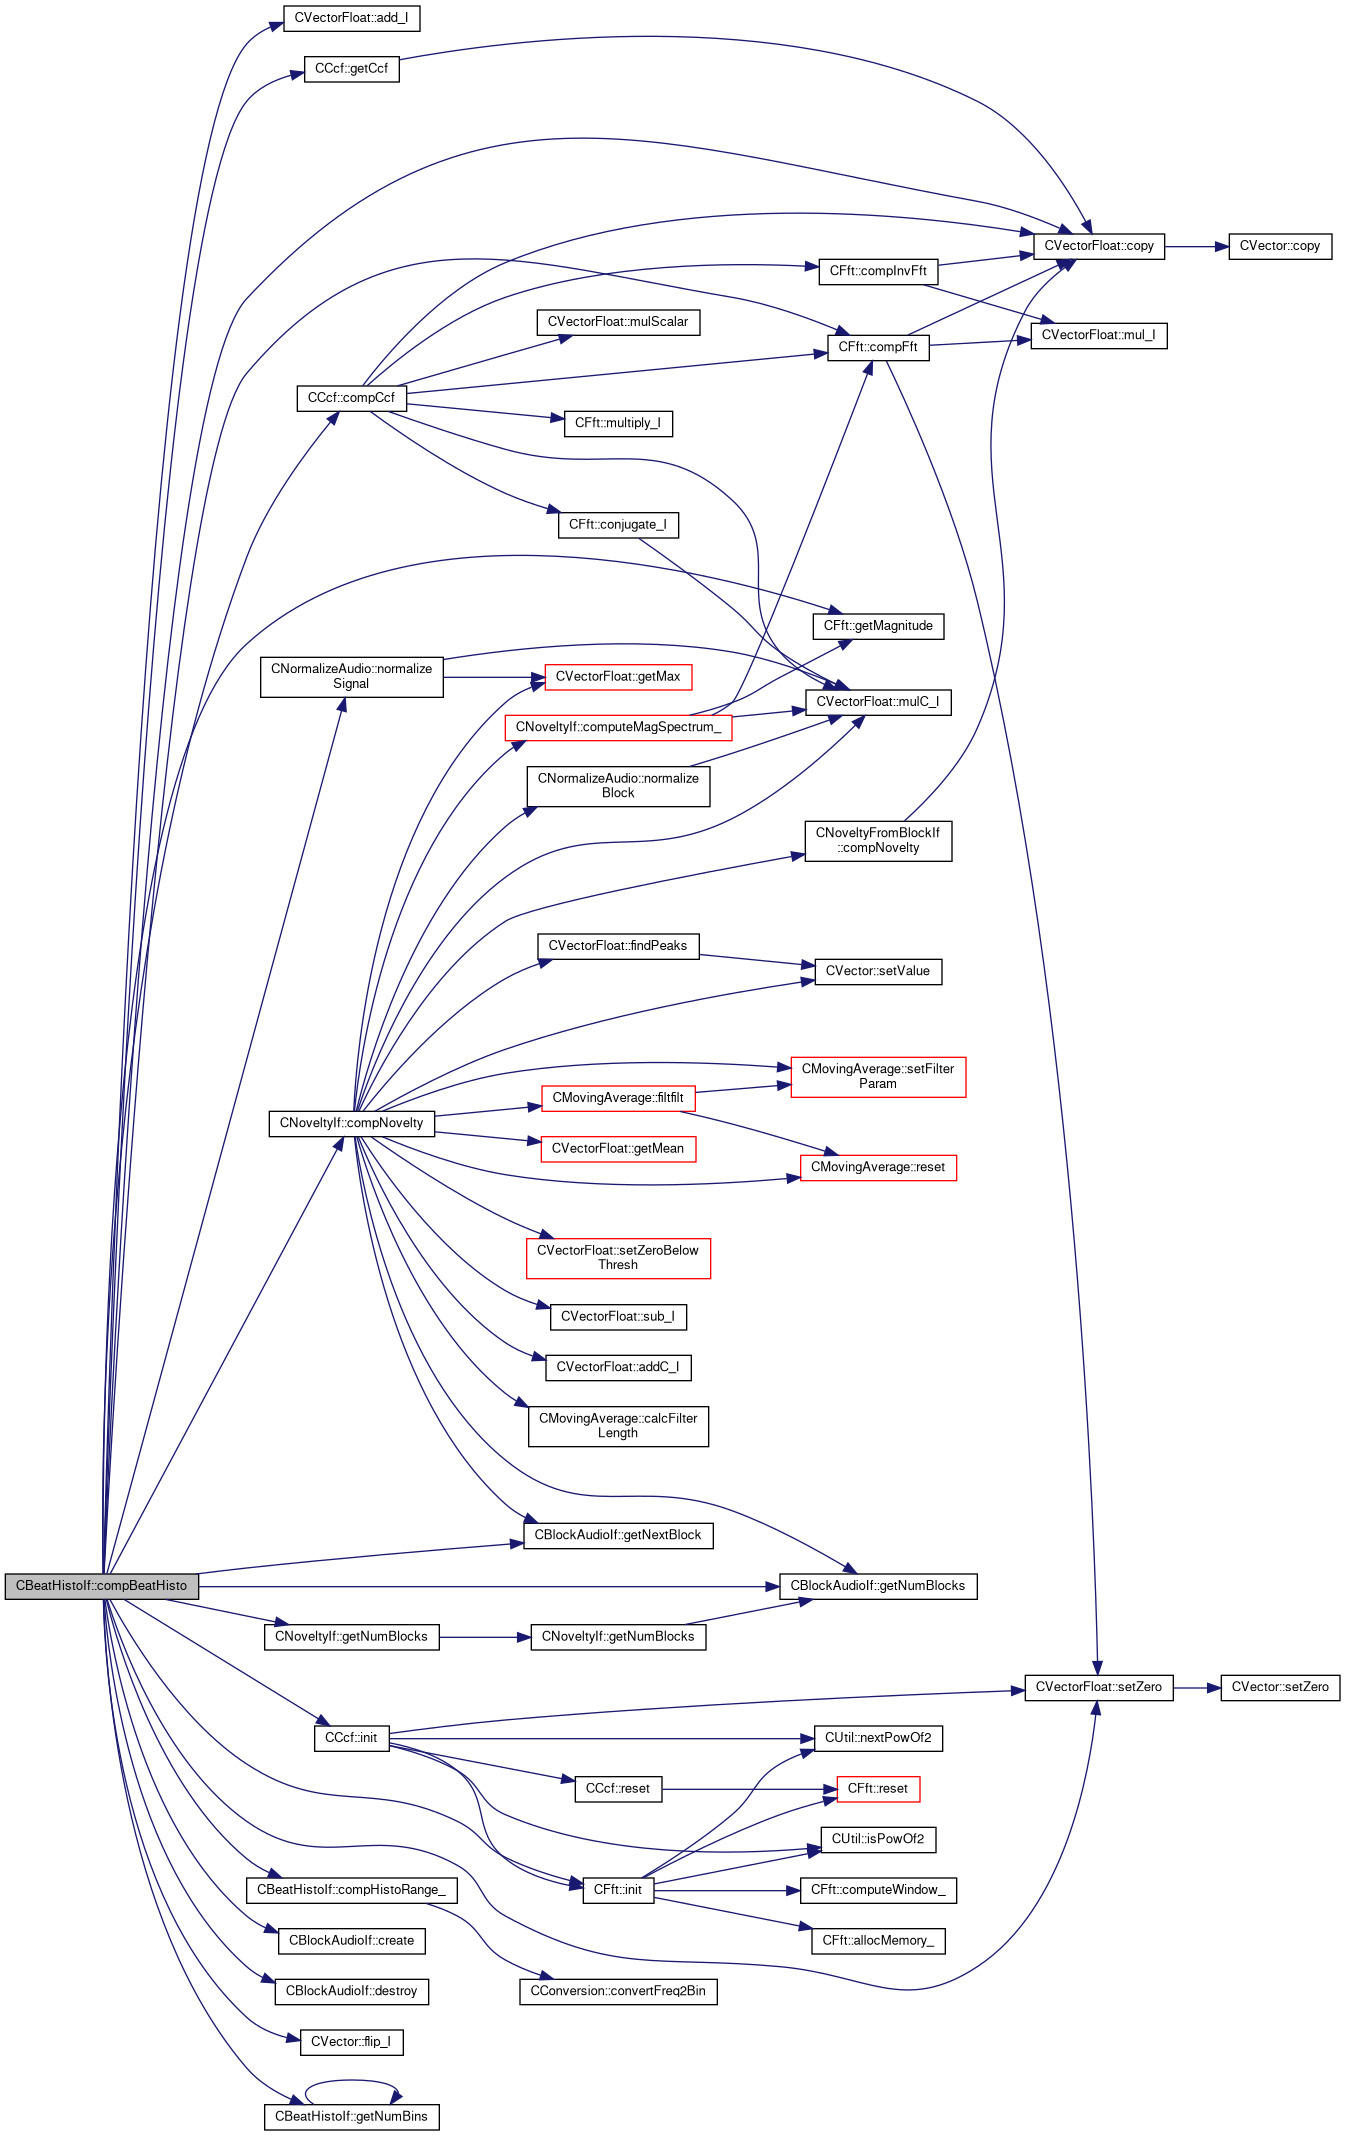 CVectorFloat::add_I
CCcf::getCcf
CVectorFloat::copy
CVector::copy
CFft::compInvFft
CVectorFloat::mulScalar
CVectorFloat::mul_I
CFft::compFft
CCcf::compCcf
CFft::multiply_I
CFft::conjugate_I
CFft::getMagnitude
CNormalizeAudio::normalize
Signal
CVectorFloat::getMax
CVectorFloat::mulC_I
CNoveltyIf::computeMagSpectrum_
CNormalizeAudio::normalize
Block
CNoveltyFromBlockIf
::compNovelty
CVectorFloat::findPeaks
CVector::setValue
CMovingAverage::setFilter
Param
CMovingAverage::filtfilt
CNoveltyIf::compNovelty
CVectorFloat::getMean
CMovingAverage::reset
CVectorFloat::setZeroBelow
Thresh
CVectorFloat::sub_I
CVectorFloat::addC_I
CMovingAverage::calcFilter
Length
CBlockAudioIf::getNextBlock
CBeatHistoIf::compBeatHisto
CBlockAudioIf::getNumBlocks
CNoveltyIf::getNumBlocks
CNoveltyIf::getNumBlocks
CVectorFloat::setZero
CVector::setZero
CCcf::init
CUtil::nextPowOf2
CCcf::reset
CFft::reset
CUtil::isPowOf2
CBeatHistoIf::compHistoRange_
CFft::init
CFft::computeWindow_
CBlockAudioIf::create
CFft::allocMemory_
CBlockAudioIf::destroy
CConversion::convertFreq2Bin
CVector::flip_I
CBeatHistoIf::getNumBins